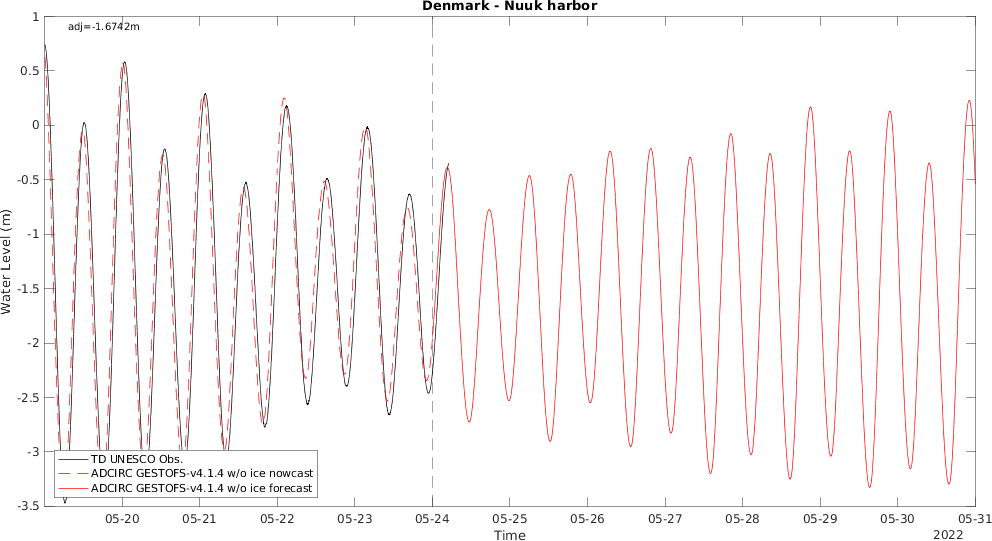 Denmark - Nuuk harbor
adj=-1.6742m
1
0.5
0
-0.5
-1
-1.5
-2
-2.5
-3
-3.5
Water Level (m)
TD UNESCO Obs.
ADCIRC GESTOFS-v4.1.4 w/o ice nowcast
ADCIRC GESTOFS-v4.1.4 w/o ice forecast
05-20 05-21 05-22 05-23 05-24 05-25 05-26 05-27 05-28 05-29 05-30 05-31
Time
2022